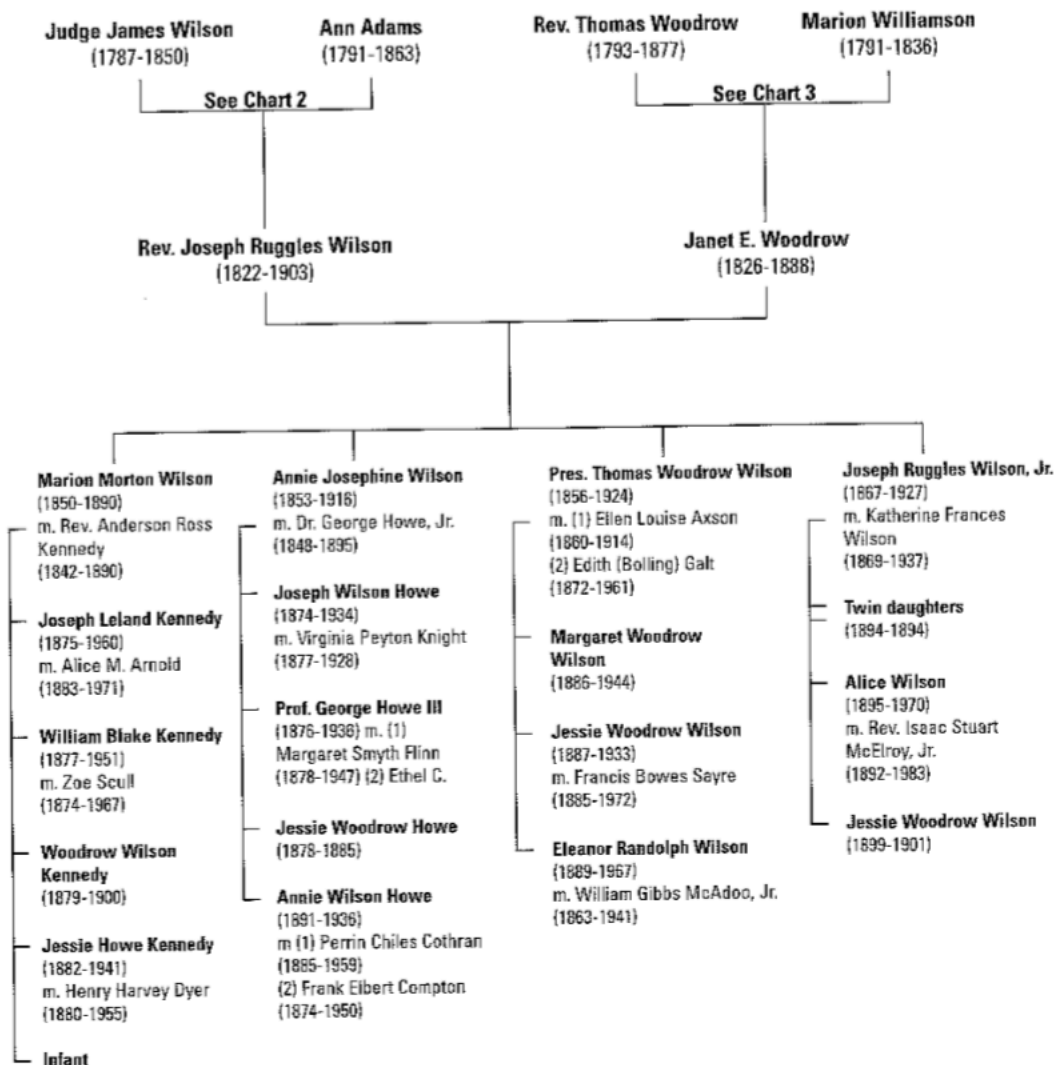 Judge James Wilson
(1787-1850)
Ann Adams
(1791-1863)
Rev. Thomas Woodrow
(1793-1877)
Marion Williamson
(1791-1836)
See Chart 2
See Chart 3
Rev. Joseph Ruggles Wilson
(1822-1903)
Janet E. Woodrow
(1826-1888)
Marion Morton Wilson
(1850-1890)
m. Rev. Anderson Ross
Kennedy
(1842-1890)
Joseph Leland Kennedy
(1875-1960)
m. Alice M. Arnold
(1883-1971)
William Blake Kennedy
(1877-1951)
m. Zoe Scull
(1874-1967)
Woodrow Wilson
Kennedy
(1879-1900)
Jessie Howe Kennedy
(1882-1941)
m. Henry Harvey Dyer
(1880-1955)
Infant
Annie Josephine Wilson
(1853-1916)
m. Dr. George Howe, Jr.
(1848-1895)
Joseph Wilson Howe
(1874-1934)
m. Virginia Peyton Knight
(1877-1928)
Prof. George Howe III
(1876-1936) m. (1)
Margaret Smyth Flinn
(1878-1947) (2) Ethel C.
Jessie Woodrow Howe
(1878-1885)
Annie Wilson Howe
(1891-1936)
m (1) Perrin Chiles Cothran
(1885-1959)
(2) Frank Elbert Compton
(1874-1950)
Pres. Thomas Woodrow Wilson
(1856-1924)
m. (1) Ellen Louise Axson
(1860-1914)
(2) Edith (Bolling) Galt
(1872-1961)
Margaret Woodrow
Wilson
(1886-1944)
Jessie Woodrow Wilson
(1887-1933)
m. Francis Bowes Sayre
(1885-1972)
Eleanor Randolph Wilson
(1889-1967)
m. William Gibbs McAdoo, Jr.
(1863-1941)
Joseph Ruggles Wilson, Jr.
(1867-1927)
m. Katherine Frances
Wilson
(1869-1937)
Twin daughters
(1894-1894)
Alice Wilson
(1895-1970)
m. Rev. Isaac Stuart
McElroy, Jr.
(1892-1983)
Jessie Woodrow Wilson
(1899-1901)